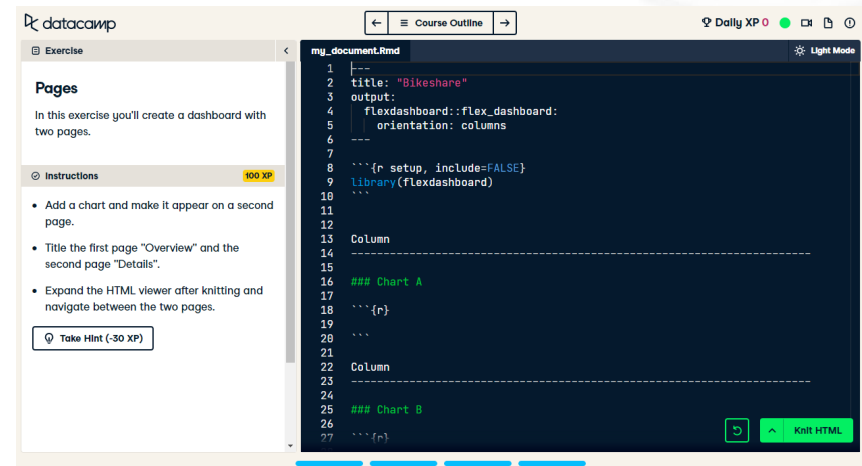 datacamp
← ≡ Course Outline →
Daily XP 0
Exercise
<
Pages
In this exercise you'll create a dashboard with
two pages.
Instructions 100 XP
• Add a chart and make it appear on a second
page.
• Title the first page "Overview" and the
second page "Details".
• Expand the HTML viewer after knitting and
navigate between the two pages.
Take Hint (-30 XP)
my_document.Rmd
Light Mode
1 ---
2 title: "Bikeshare"
3 output:
4   flexdashboard::flex_dashboard:
5     orientation: columns
6 ---
7
8 ```{r setup, include=FALSE}
9 library(flexdashboard)
10 ```
11
12
13 Column
14 -----------------------------------------------------------------------
15
16 ### Chart A
17
18 ```{r}
19
20 ```
21
22 Column
23 -----------------------------------------------------------------------
24
25 ### Chart B
26
27 ```{r}
Knit HTML